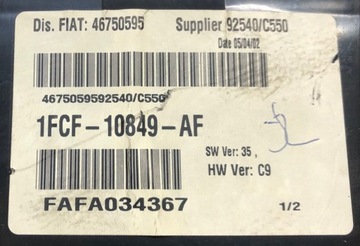 Dis. FIAT: 46750595 Supplier 92540/C550
Date 05/04/02
4675059592540/C550
1FCF-10849-AF
SW Ver: 35 ,
HW Ver: C9
FAFA034367 1/2